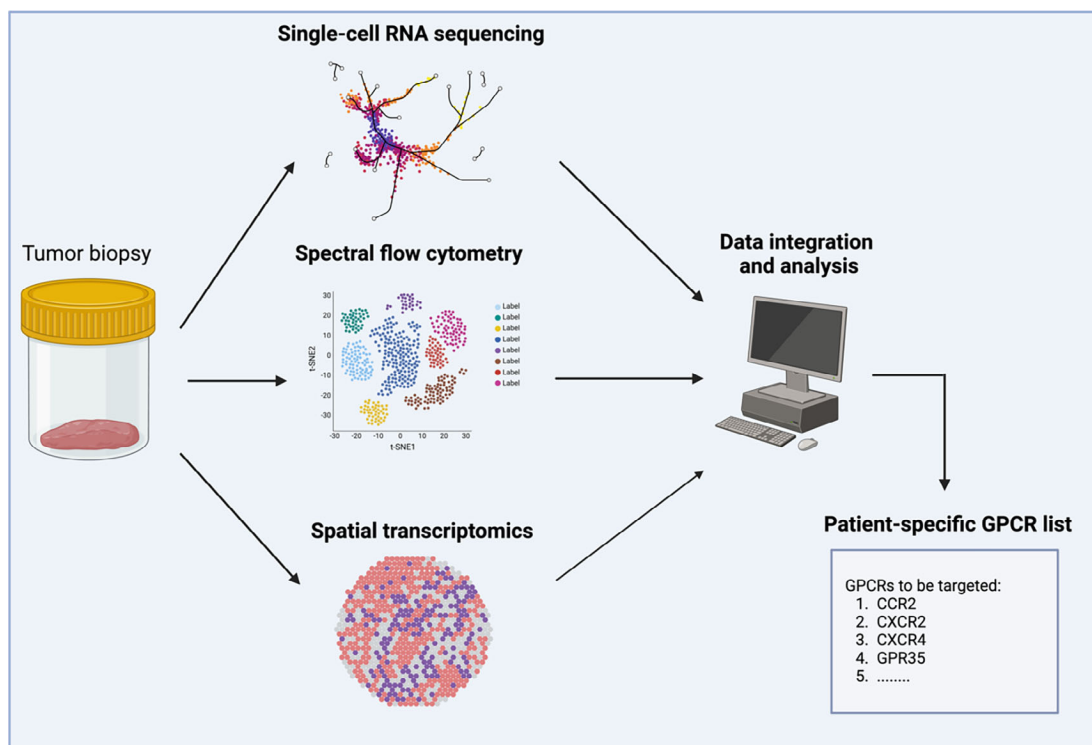 Single-cell RNA sequencing
Tumor biopsy
Spectral flow cytometry
t-SNE2
30
20
10
0
-10
-20
-30
-30
-20
-10
0
10
20
30
t-SNE1
Label
Label
Label
Label
Label
Label
Label
Label
Spatial transcriptomics
Data integration
and analysis
Patient-specific GPCR list
GPCRs to be targeted:
1. CCR2
2. CXCR2
3. CXCR4
4. GPR35
5. ........